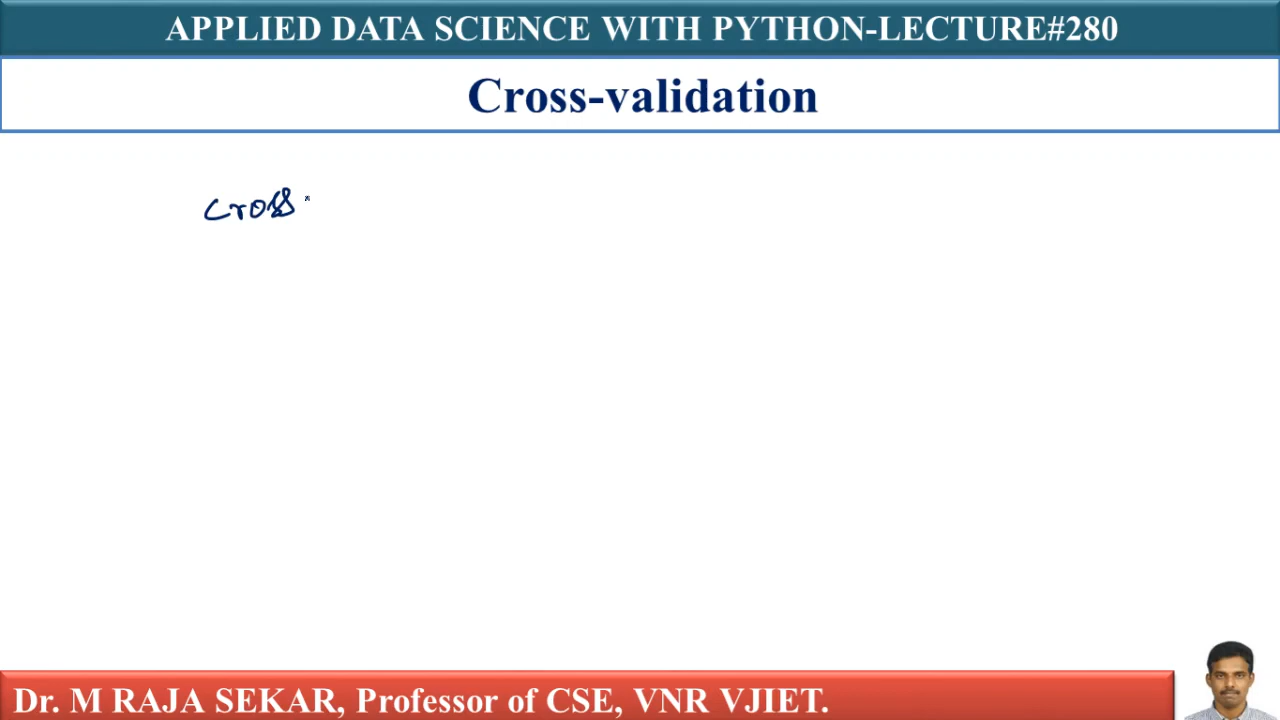 APPLIED DATA SCIENCE WITH PYTHON-LECTURE#280
Cross-validation
cross
Dr. M RAJA SEKAR, Professor of CSE, VNR VJIET.